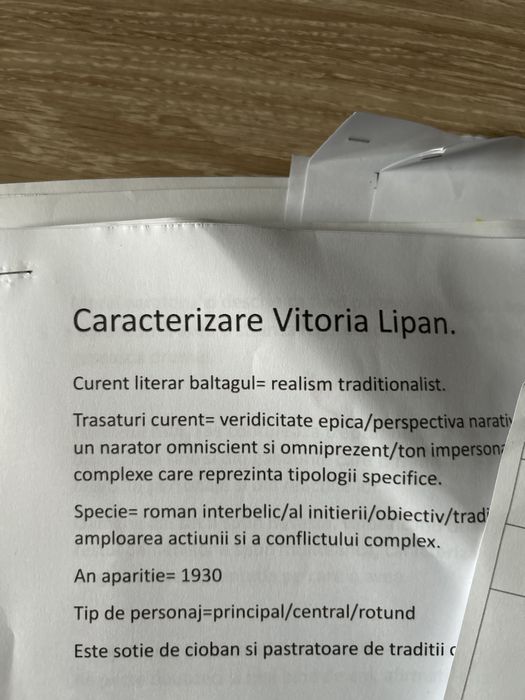 Caracterizare Vitoria Lipan.
Curent literar baltagul= realism traditionalist.
Trasaturi curent= veridicitate epica/perspectiva
un narator omniscient si omniprezent/ton
complexe care reprezinta tipologii specifice.
Specie= roman interbelic/al initierii/obiectiv/
amploarea actiunii si a conflictului complex.
An aparitie= 1930
Tip de personaj=principal/central/rotund
Este sotie de cioban si pastratoare de traditii